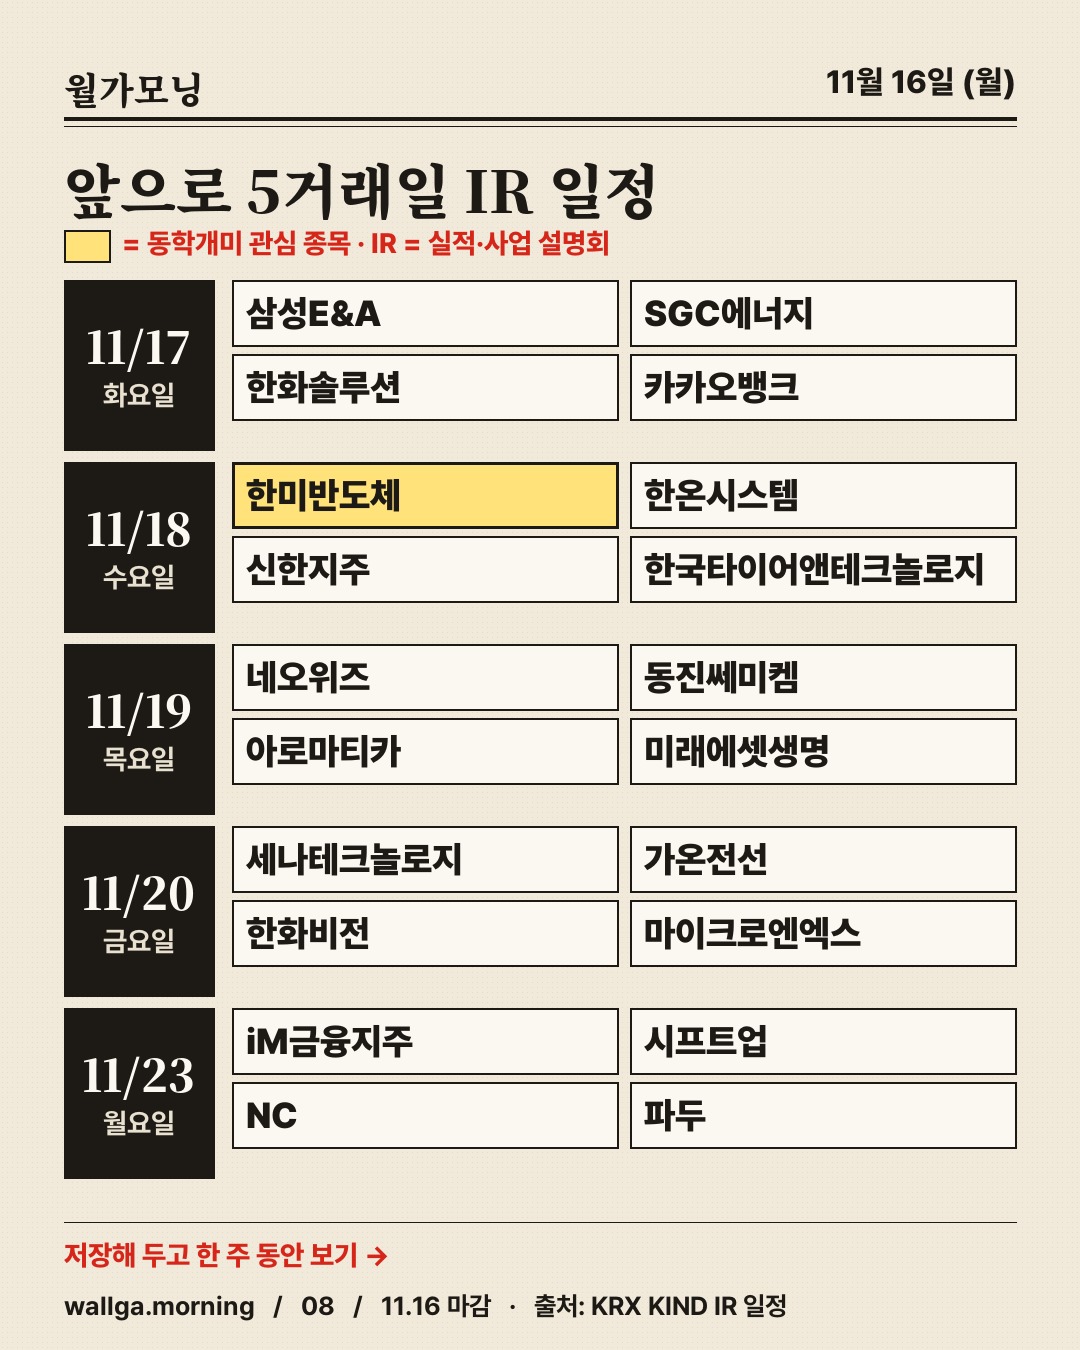 월가모닝
11월 16일 (월)
앞으로 5거래일 IR 일정
= 동학개미 관심 종목 · IR = 실적·사업 설명회
11/17
화요일
삼성E&A
SGC에너지
한화솔루션
카카오뱅크
11/18
수요일
한미반도체
한온시스템
신한지주
한국타이어앤테크놀로지
11/19
목요일
네오위즈
동진쎄미켐
아로마티카
미래에셋생명
11/20
금요일
세나테크놀로지
가온전선
한화비전
마이크로엔엑스
11/23
월요일
iM금융지주
시프트업
NC
파두
저장해 두고 한 주 동안 보기 →
wallga.morning / 08 / 11.16 마감 · 출처: KRX KIND IR 일정